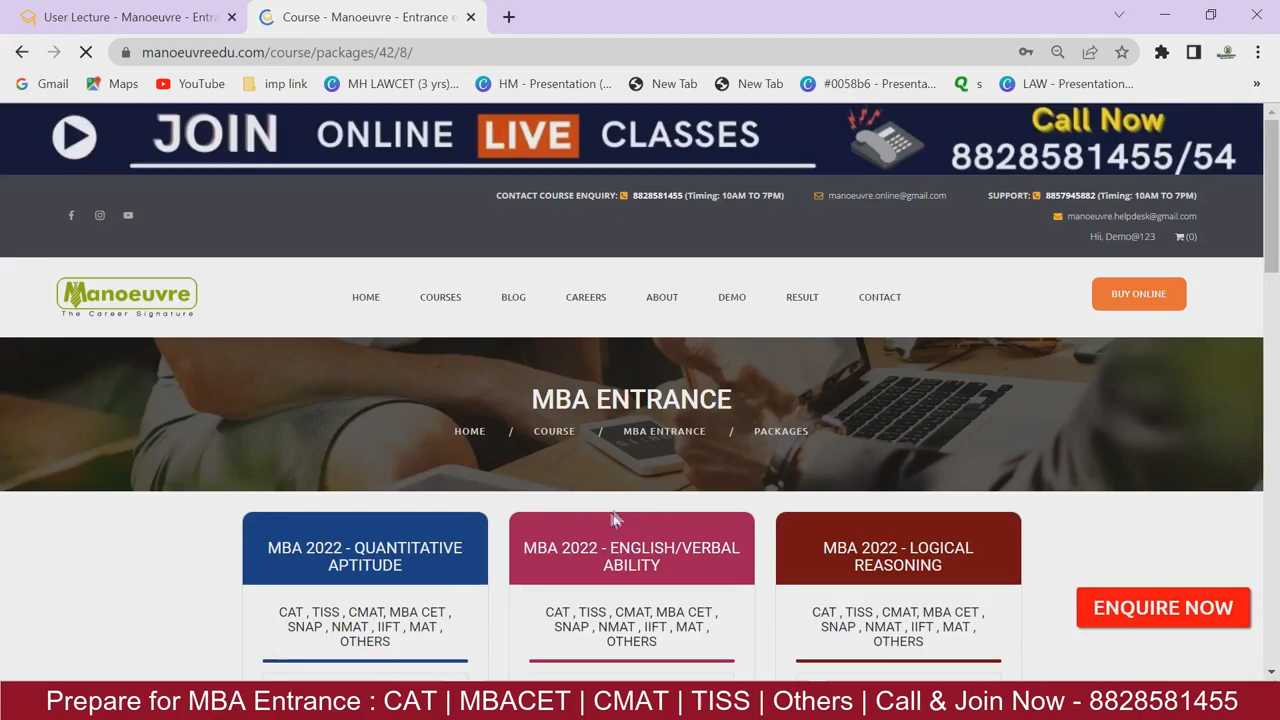 User Lecture - Manoeuvre - Entra
Course - Manoeuvre - Entrance e
manoeuvreedu.com/course/packages/42/8/
Gmail Maps YouTube imp link MH LAWCET (3 yrs)... HM - Presentation (... New Tab New Tab #0058b6 - Presenta... s LAW - Presentation... »
JOIN ONLINE LIVE CLASSES
Call Now
8828581455/54
CONTACT COURSE ENQUIRY: 8828581455 (Timing: 10AM TO 7PM) manoeuvre.online@gmail.com SUPPORT: 8857945882 (Timing: 10AM TO 7PM)
manoeuvre.helpdesk@gmail.com
Hii, Demo@123 (0)
Manoeuvre
The Career Signature
HOME COURSES BLOG CAREERS ABOUT DEMO RESULT CONTACT
BUY ONLINE
MBA ENTRANCE
HOME / COURSE / MBA ENTRANCE / PACKAGES
MBA 2022 - QUANTITATIVE
APTITUDE
CAT , TISS , CMAT, MBA CET ,
SNAP , NMAT , IIFT , MAT ,
OTHERS
MBA 2022 - ENGLISH/VERBAL
ABILITY
CAT , TISS , CMAT, MBA CET ,
SNAP , NMAT , IIFT , MAT ,
OTHERS
MBA 2022 - LOGICAL
REASONING
CAT , TISS , CMAT, MBA CET ,
SNAP , NMAT , IIFT , MAT ,
OTHERS
ENQUIRE NOW
Prepare for MBA Entrance : CAT | MBACET | CMAT | TISS | Others | Call & Join Now - 8828581455